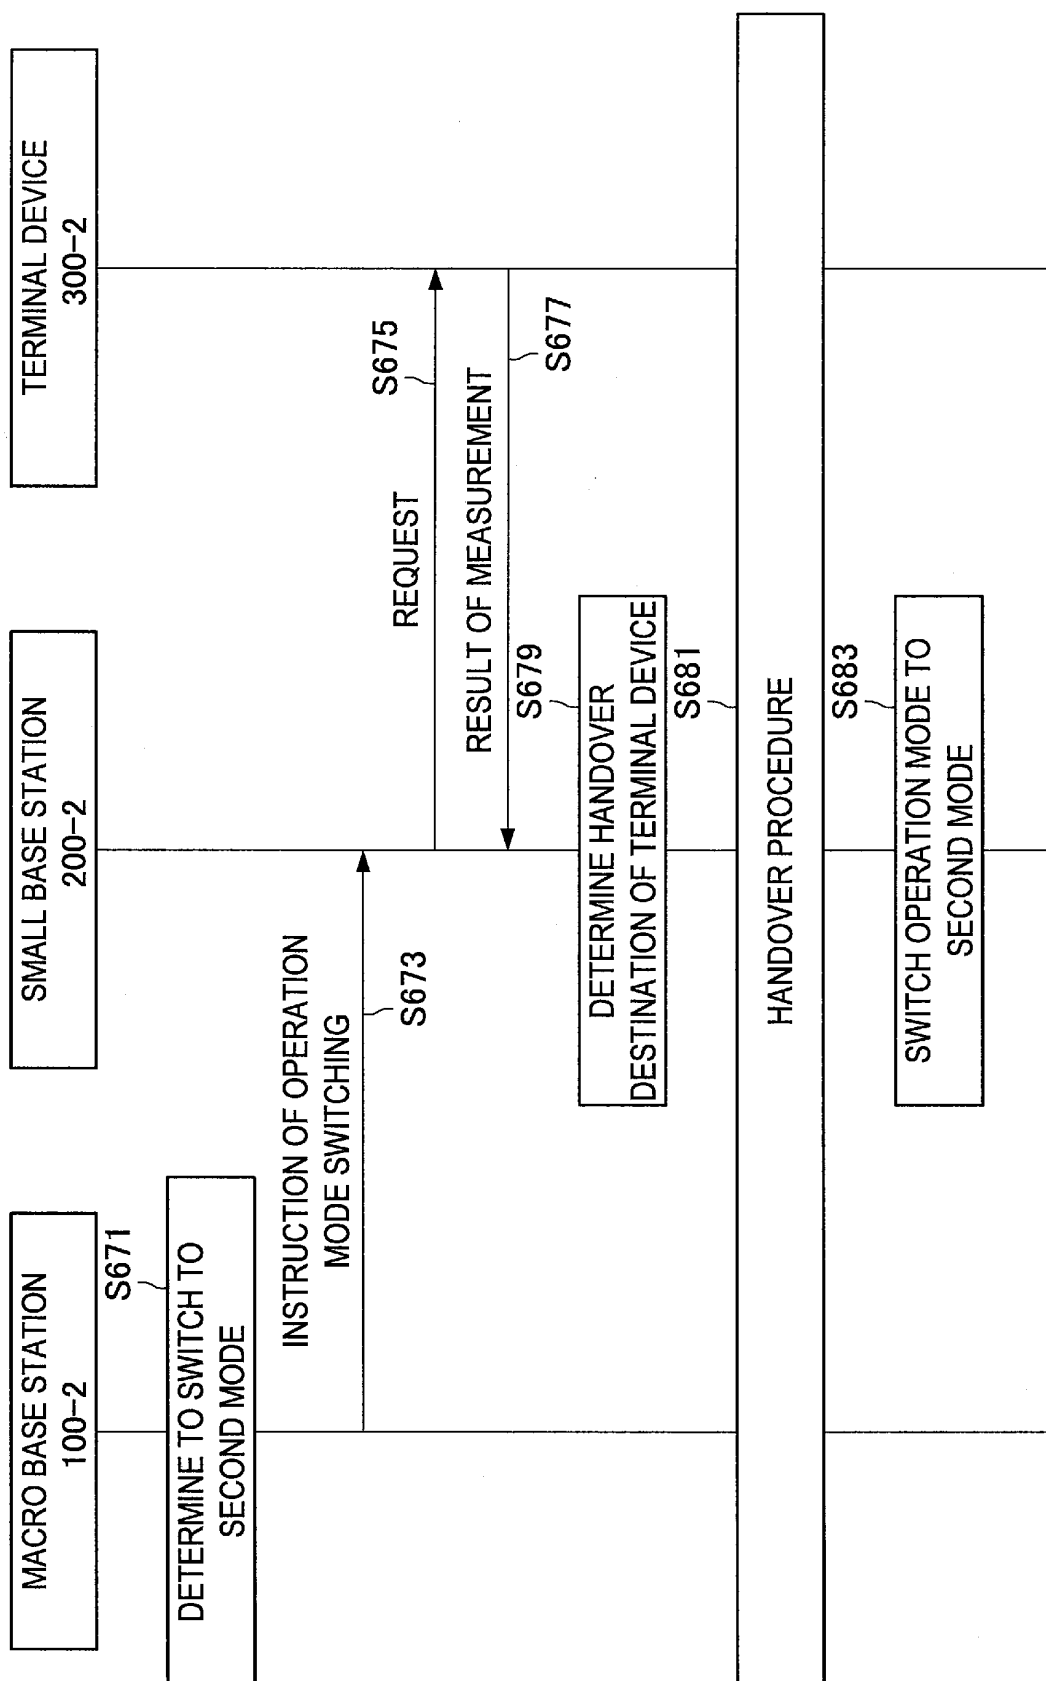 MACRO BASE STATION
100-2
SMALL BASE STATION
200-2
TERMINAL DEVICE
300-2
S671
DETERMINE TO SWITCH TO
SECOND MODE
INSTRUCTION OF OPERATION
MODE SWITCHING
S673
REQUEST
S675
RESULT OF MEASUREMENT
S677
S679
DETERMINE HANDOVER
DESTINATION OF TERMINAL DEVICE
S681
HANDOVER PROCEDURE
S683
SWITCH OPERATION MODE TO
SECOND MODE